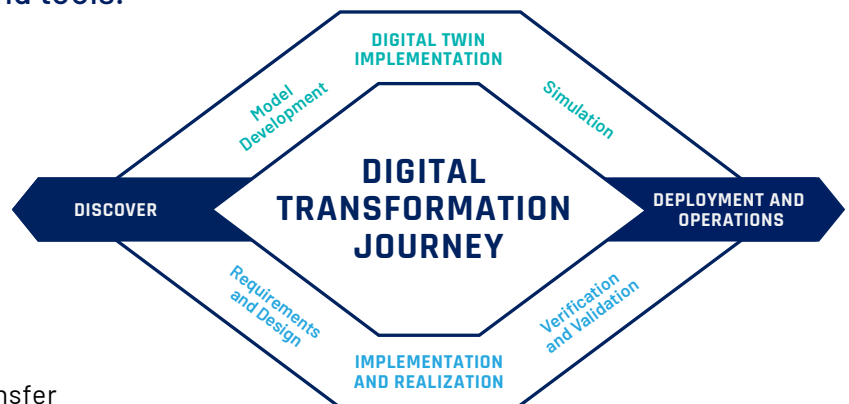 tools.
DIGITAL TWIN
IMPLEMENTATION
Model
Development
Simulation
DISCOVER
DIGITAL
TRANSFORMATION
JOURNEY
DEPLOYMENT AND
OPERATIONS
Requirements
and Design
Verification
and Validation
IMPLEMENTATION
AND REALIZATION